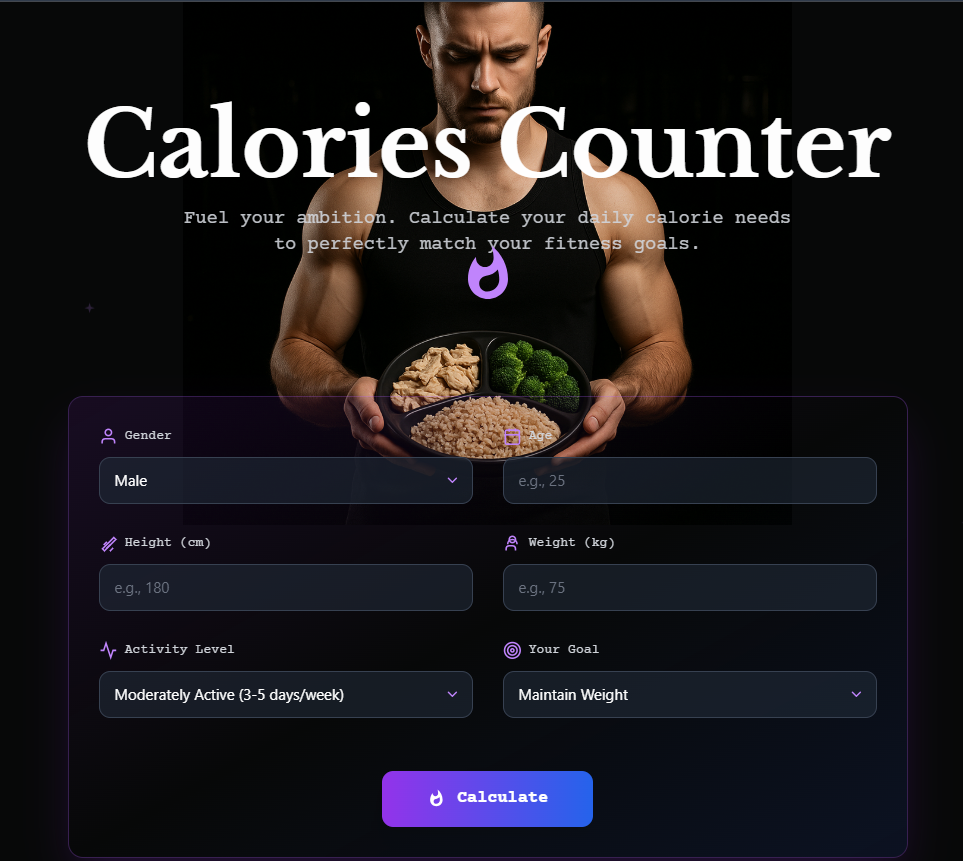 Calories Counter
Fuel your ambition. Calculate your daily calorie needs
to perfectly match your fitness goals.
Gender
Age
Male
e.g., 25
Height (cm)
Weight (kg)
e.g., 180
e.g., 75
Activity Level
Your Goal
Moderately Active (3-5 days/week)
Maintain Weight
Calculate